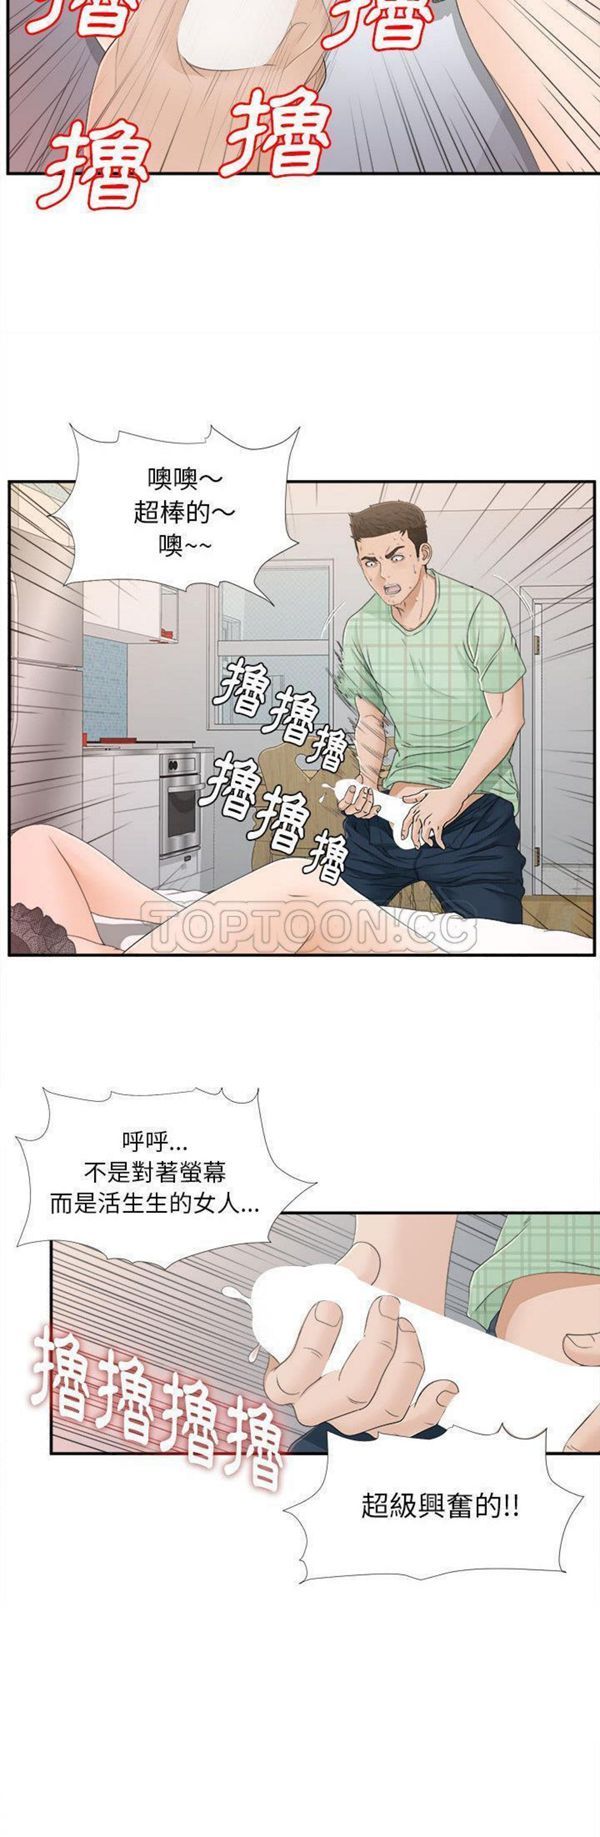 擼
擼
擼
擼
噢噢～
超棒的～
噢~~
擼擼擼
擼擼擼
TOPTOON.CC
呼呼...
不是對著螢幕
而是活生生的女人...
擼擼擼擼
超級興奮的!!